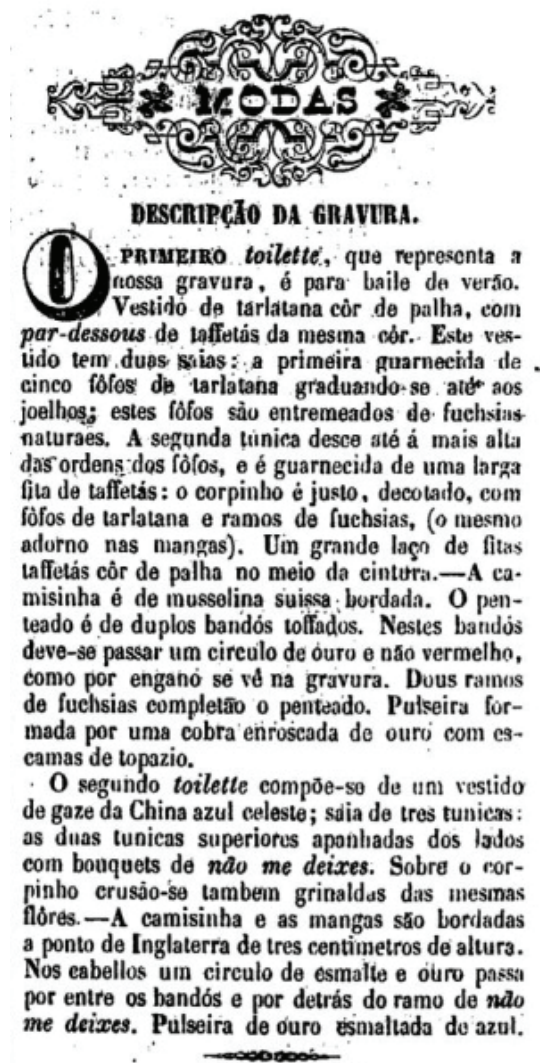 MODAS
DESCRIPÇÃO DA GRAVURA.
O PRIMEIRO toilette, que representa a
nossa gravura, é para baile de verão.
Vestido de tarlatana côr de palha, com
par-dessous de taffetás da mesma côr. Este ves-
tido tem duas saias: a primeira guarnecida de
cinco fôfos de tarlatana graduando-se até aos
joelhos; estes fôfos são entremeados de fuchsias
naturaes. A segunda tunica desce até á mais alta
das ordens dos fôfos, e é guarnecida de uma larga
fita de taffetás: o corpinho é justo, decotado, com
fôfos de tarlatana e ramos de fuchsias, (o mesmo
adorno nas mangas). Um grande laço de fitas
taffetás côr de palha no meio da cintura.—A ca-
misinha é de musselina suissa bordada. O pen-
teado é de duplos bandós toffados. Nestes bandós
deve-se passar um circulo de ouro e não vermelho,
como por engano se vê na gravura. Dous ramos
de fuchsias completão o penteado. Pulseira for-
mada por uma cobra enroscada de ouro com es-
camas de topazio.
O segundo toilette compõe-se de um vestido
de gaze da China azul celeste; saia de tres tunicas:
as duas tunicas superiores apanhadas dos lados
com bouquets de não me deixes. Sobre o cor-
pinho crusão-se tambem grinaldas das mesmas
flôres.—A camisinha e as mangas são bordadas
a ponto de Inglaterra de tres centimetros de altura.
Nos cabellos um circulo de esmalte e ouro passa
por entre os bandós e por detrás do ramo de não
me deixes. Pulseira de ouro esmaltada de azul.